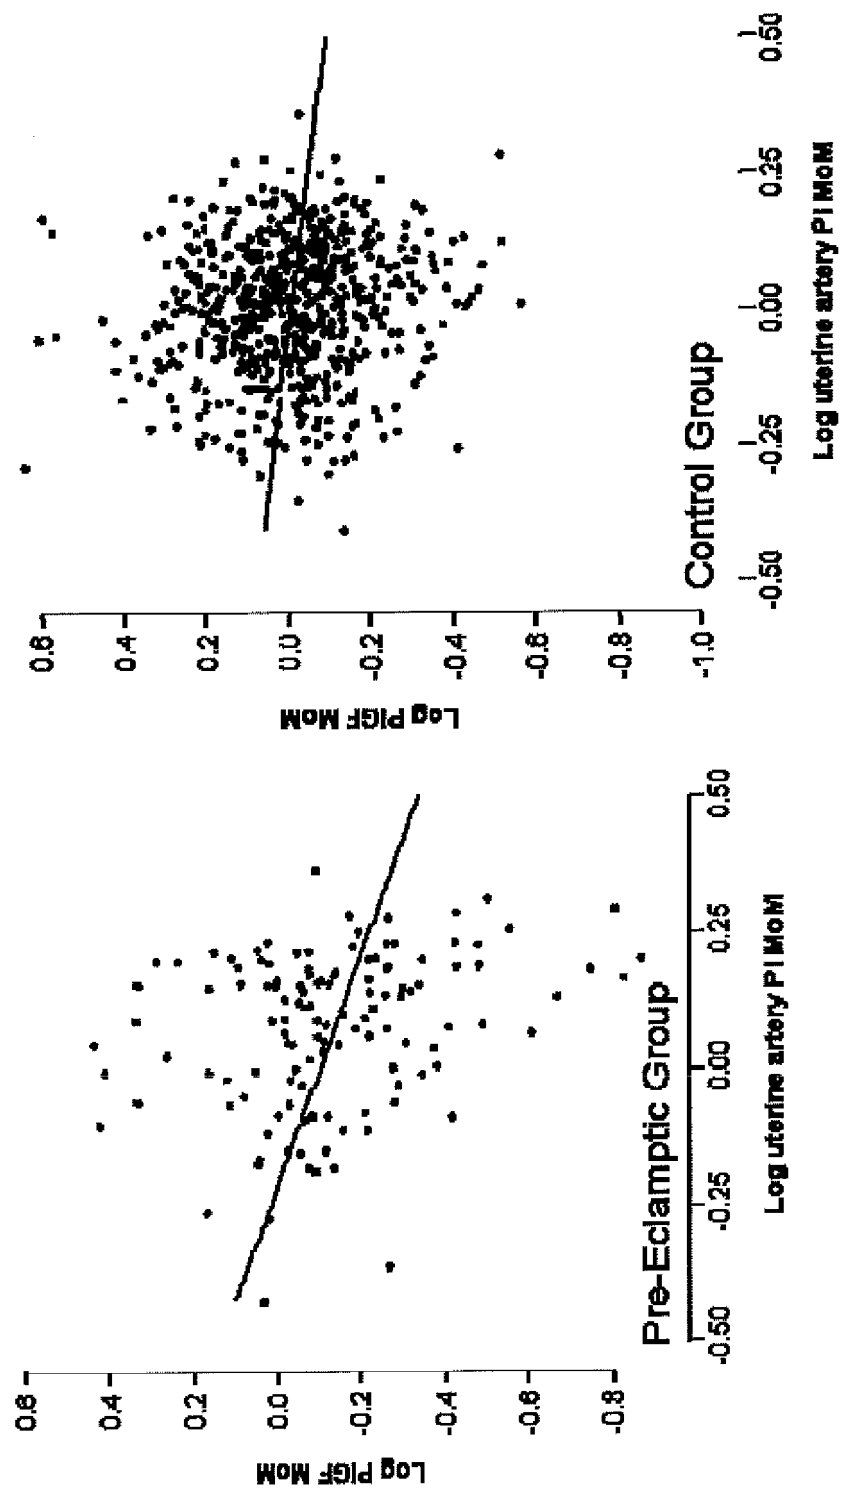 Log PlGF MoM
0.6
0.4
0.2
0.0
-0.2
-0.4
-0.6
-0.8
Pre-Eclamptic Group
-0.50 -0.25 0.00 0.25 0.50
Log uterine artery PI MoM
Log PlGF MoM
0.6
0.4
0.2
0.0
-0.2
-0.4
-0.6
-0.8
-1.0
Control Group
-0.50 -0.25 0.00 0.25 0.50
Log uterine artery PI MoM